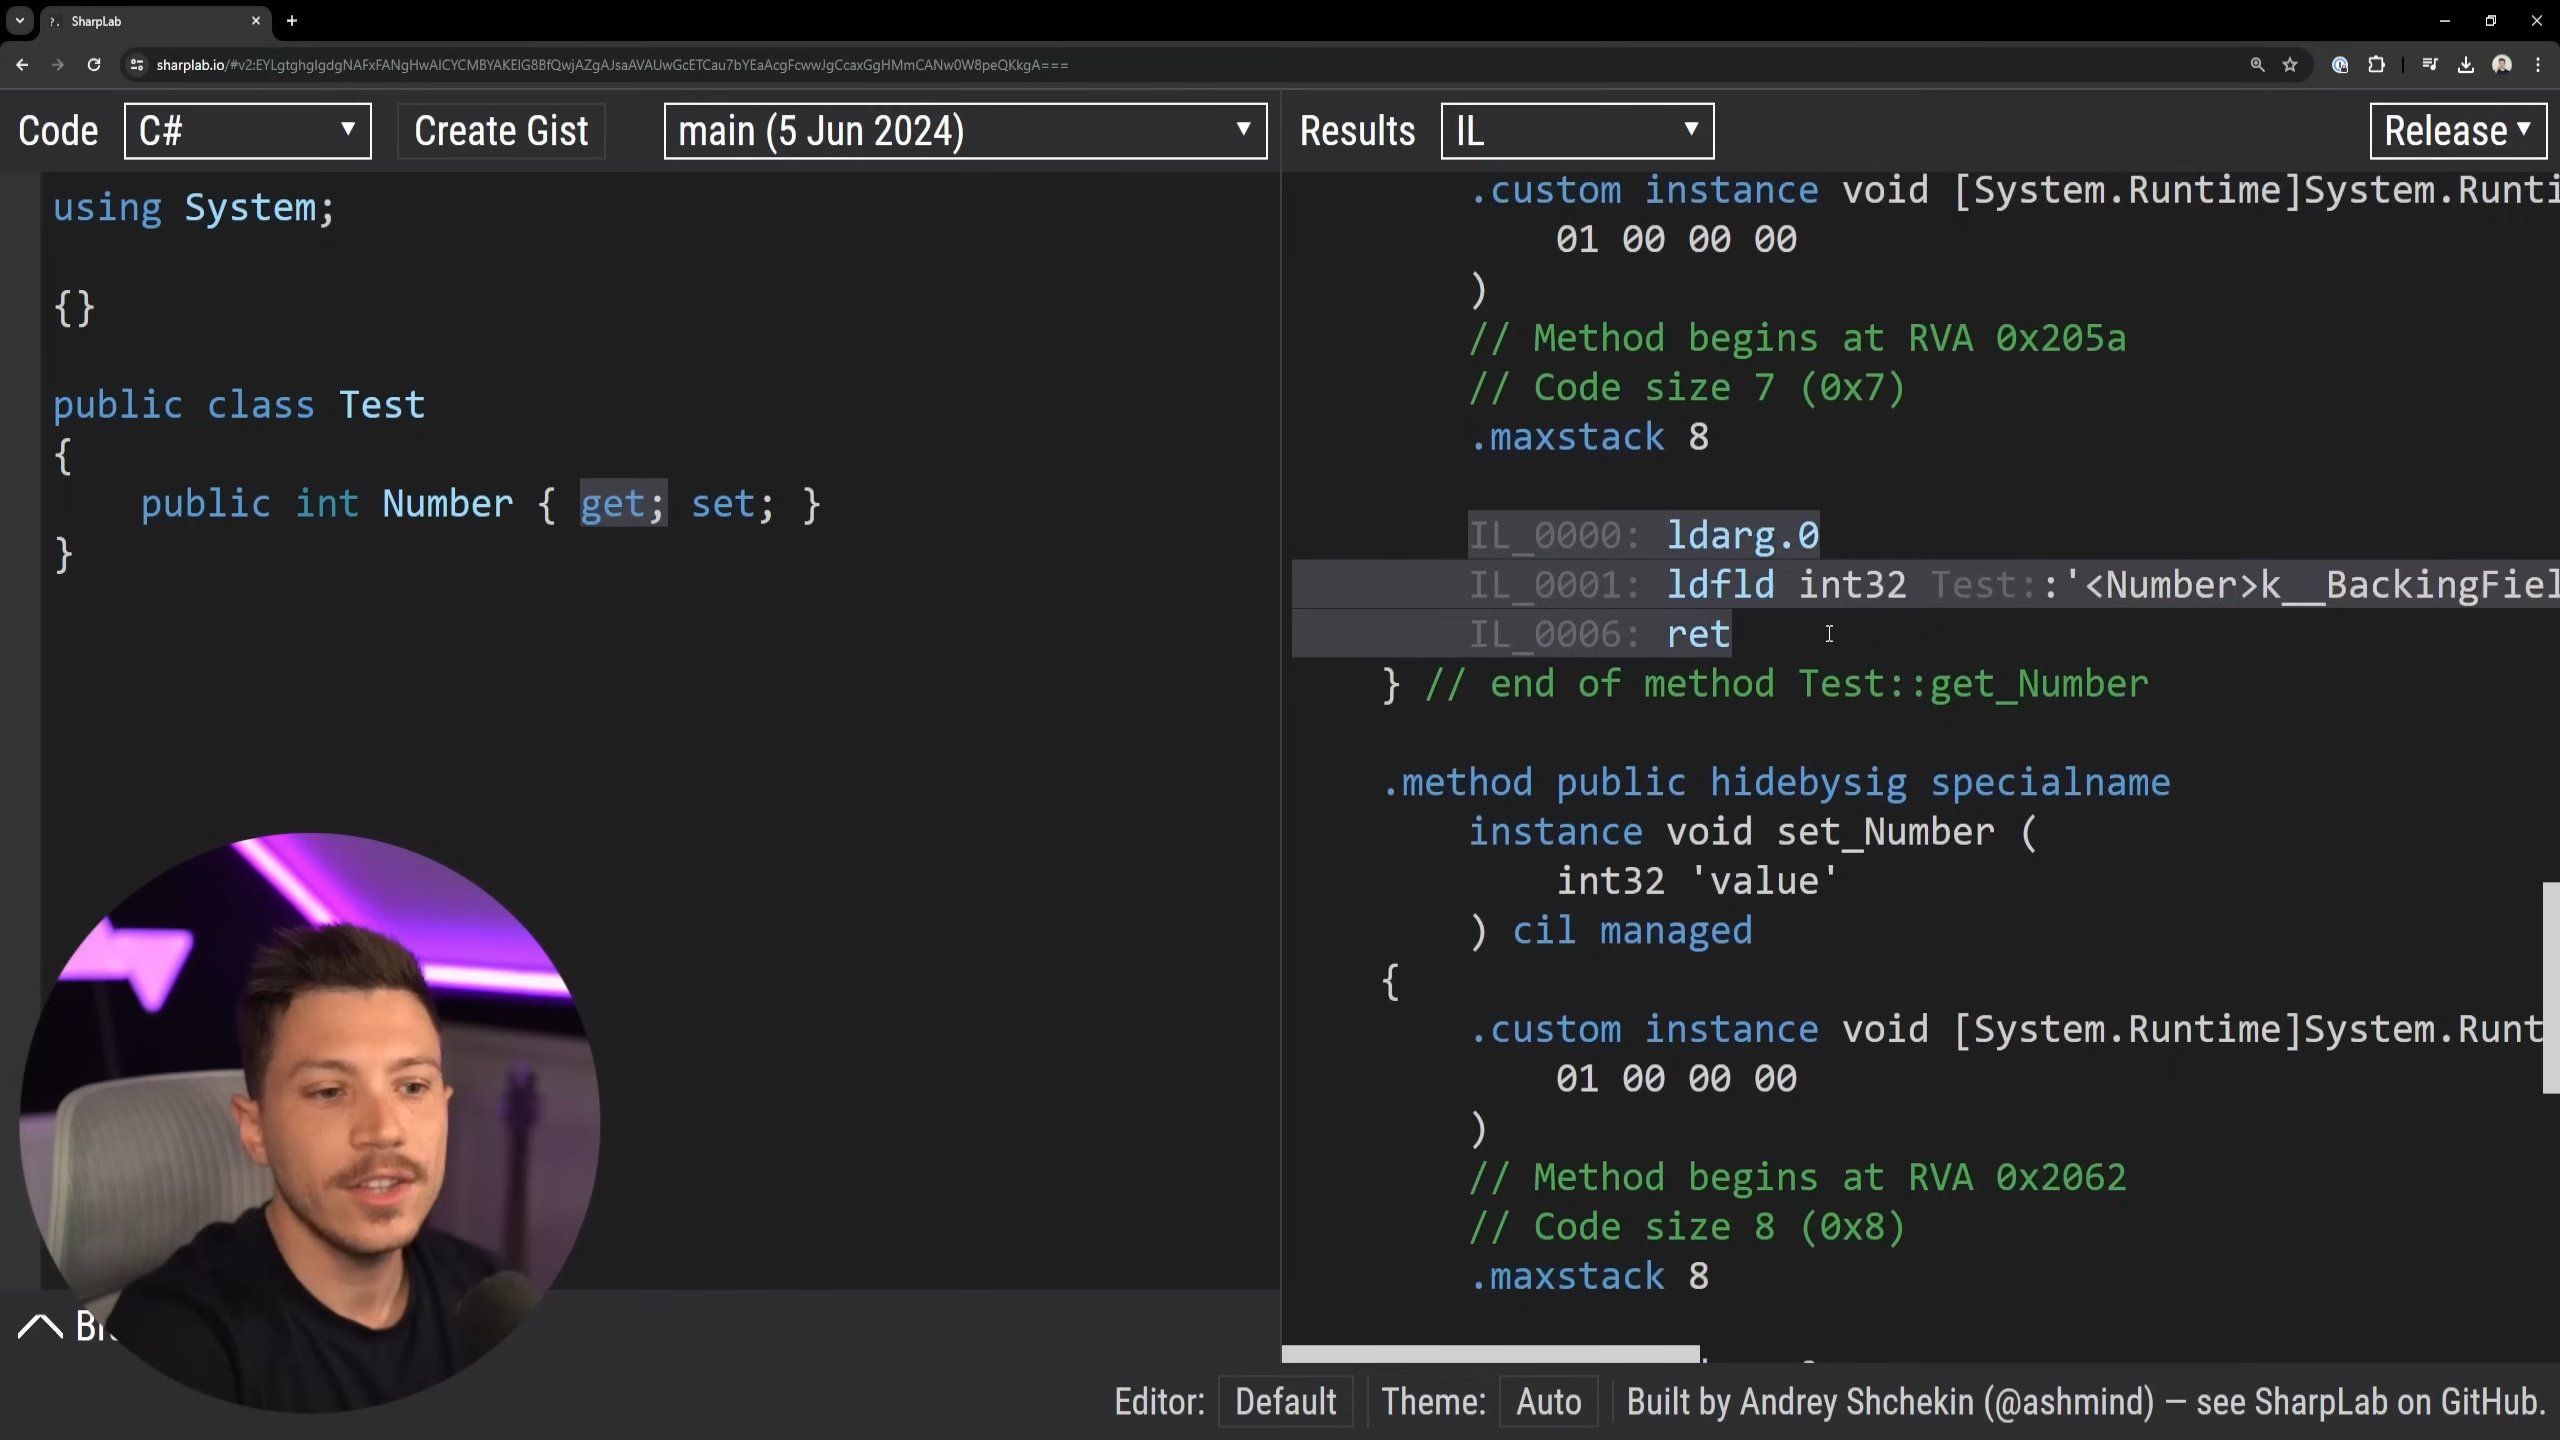 SharpLab
sharplab.io/#v2:EYLgtghglgdgNAFxFANgHwAICYCMBYAKEIG8BfQwjAZgAJsaAVAUwGcETCau7bYEaAcgFcwwJgCcaxGgHMmCANw0W8peQKkgA===
Code
C#
Create Gist
main (5 Jun 2024)
Results
IL
Release
using System;
{}
public class Test
{
public int Number { get; set; }
}
.custom instance void [System.Runtime]System.Runti
01 00 00 00
)
// Method begins at RVA 0x205a
// Code size 7 (0x7)
.maxstack 8
IL_0000: ldarg.0
IL_0001: ldfld int32 Test::'<Number>k__BackingFiel
IL_0006: ret
} // end of method Test::get_Number
.method public hidebysig specialname
instance void set_Number (
int32 'value'
) cil managed
{
.custom instance void [System.Runtime]System.Runt
01 00 00 00
)
// Method begins at RVA 0x2062
// Code size 8 (0x8)
.maxstack 8
Editor: Default Theme: Auto Built by Andrey Shchekin (@ashmind) — see SharpLab on GitHub.